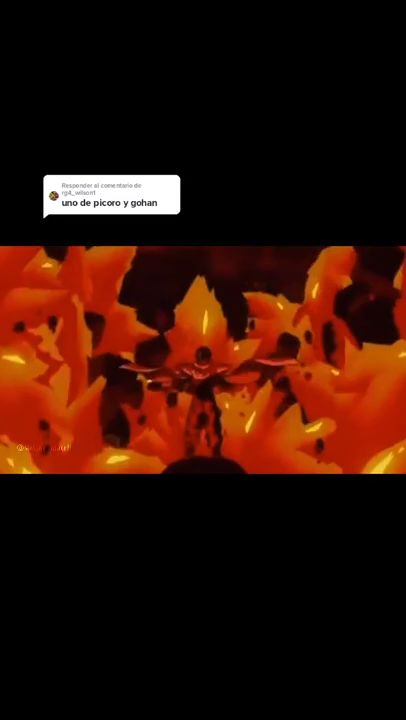 Responder al comentario de
rg4_wilson1
uno de picoro y gohan